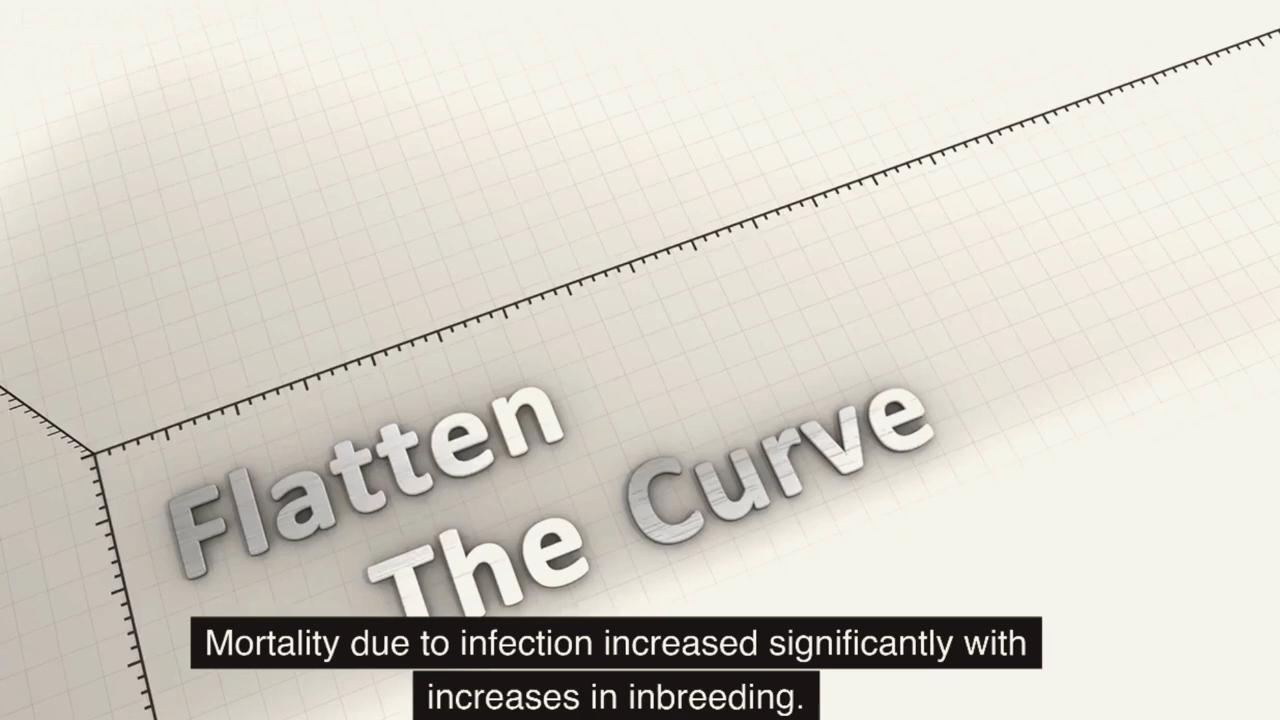 Flatten
The Curve
Mortality due to infection increased significantly with
increases in inbreeding.